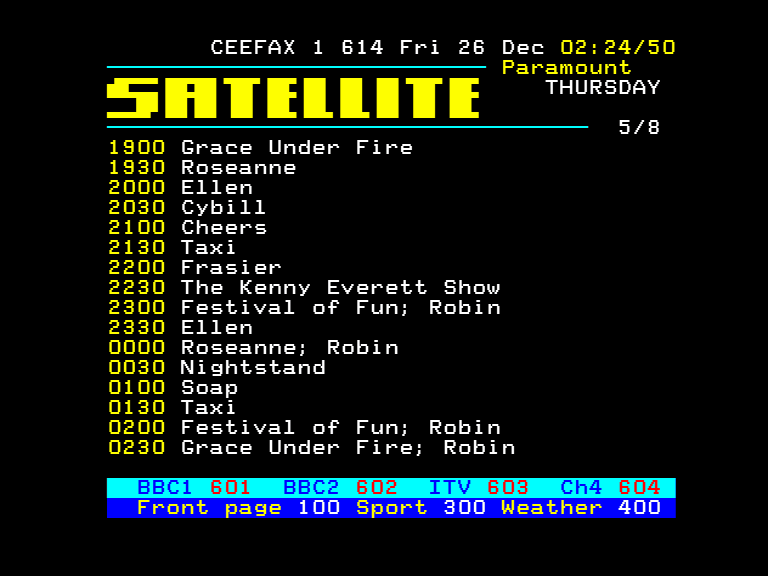 CEEFAX 1 614 Fri 26 Dec 02:24/50
Paramount
SATELLITE THURSDAY
5/8
1900 Grace Under Fire
1930 Roseanne
2000 Ellen
2030 Cybill
2100 Cheers
2130 Taxi
2200 Frasier
2230 The Kenny Everett Show
2300 Festival of Fun; Robin
2330 Ellen
0000 Roseanne; Robin
0030 Nightstand
0100 Soap
0130 Taxi
0200 Festival of Fun; Robin
0230 Grace Under Fire; Robin
BBC1 601 BBC2 602 ITV 603 Ch4 604
Front page 100 Sport 300 Weather 400